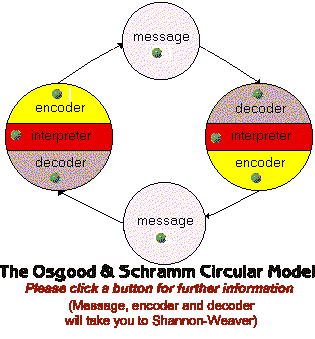 message
encoder
interpreter
decoder
decoder
interpreter
encoder
message
The Osgood & Schramm Circular Model
Please click a button for further information
(Message, encoder and decoder
will take you to Shannon-Weaver)